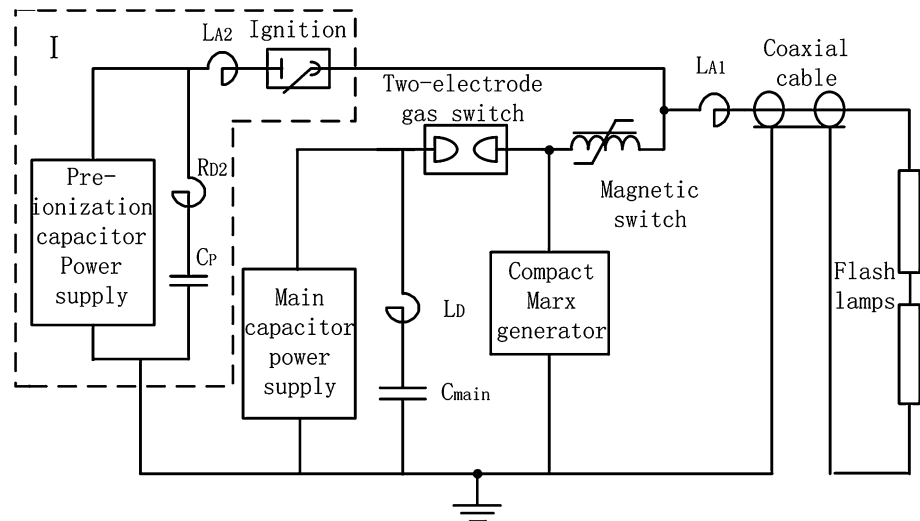 I
LA2
Ignition
Two-electrode
gas switch
LA1
Coaxial
cable
Pre-
ionization
capacitor
Power
supply
RD2
CP
Magnetic
switch
Main
capacitor
power
supply
LD
Cmain
Compact
Marx
generator
Flash
lamps